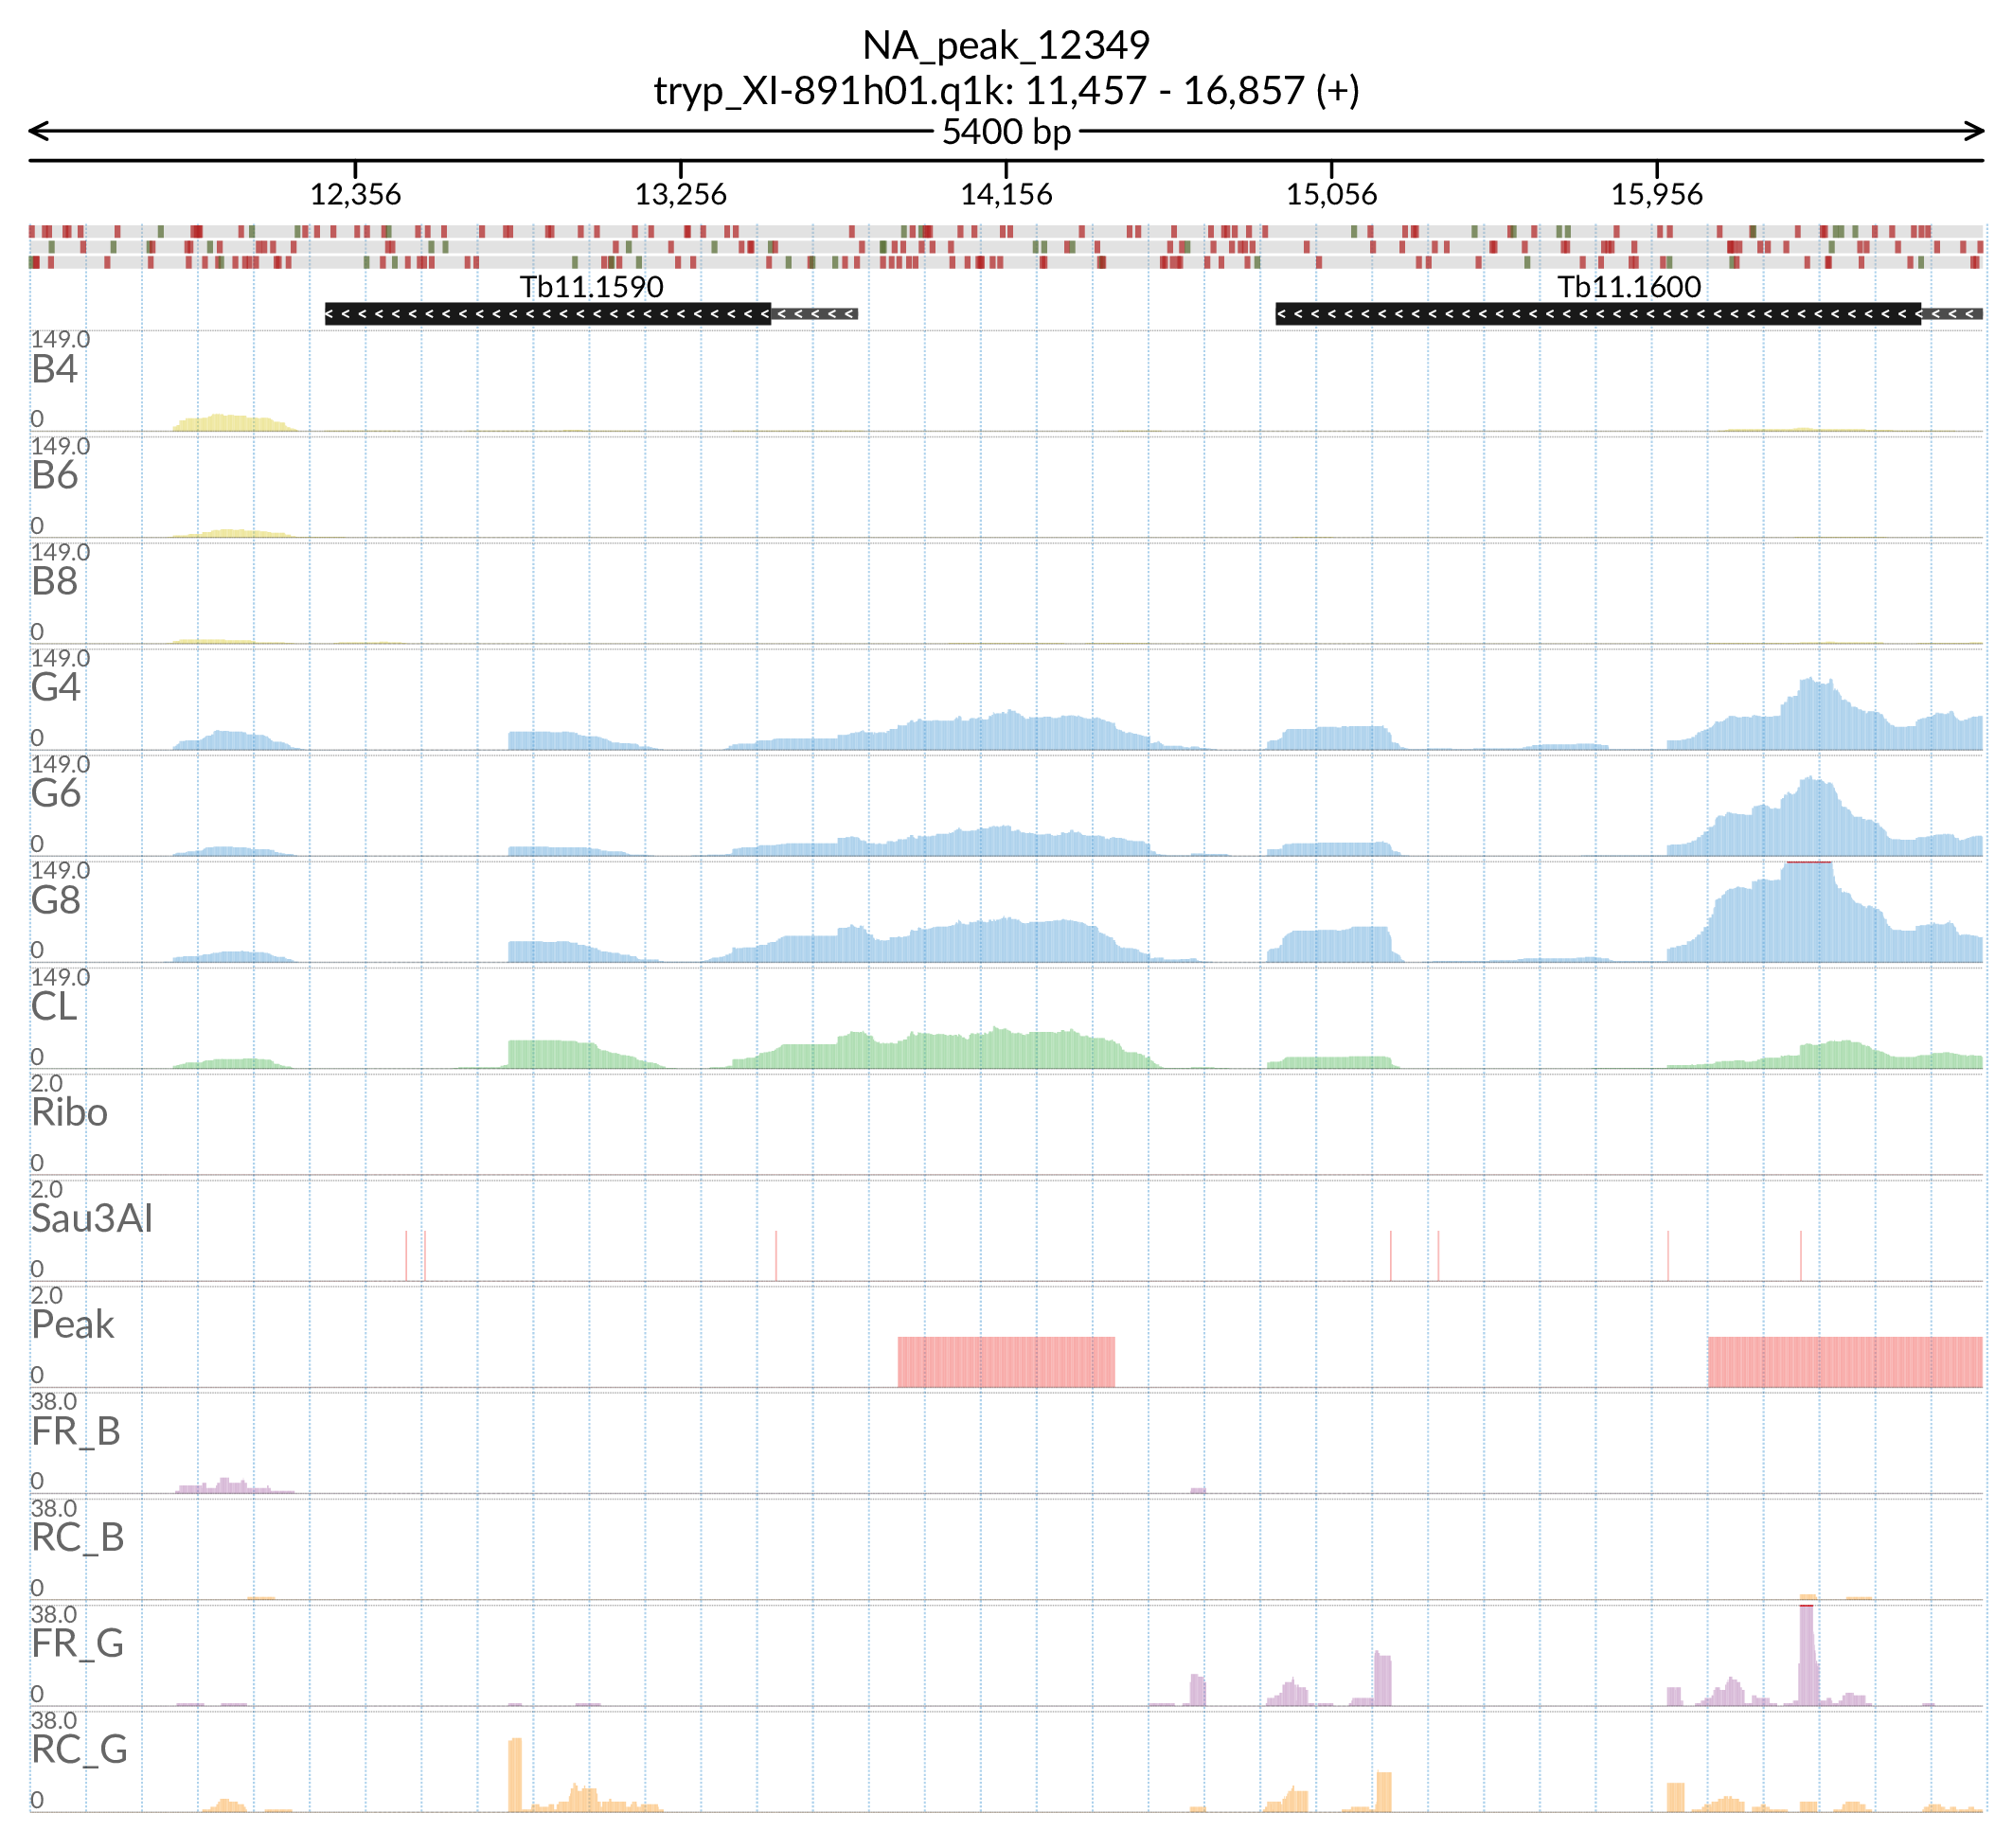 NA_peak_12349
tryp_XI-891h01.q1k: 11,457 - 16,857 (+)
5400 bp
12,356 13,256 14,156 15,056 15,956
Tb11.1590 Tb11.1600
149.0
B4
0
149.0
B6
0
149.0
B8
0
149.0
G4
0
149.0
G6
0
149.0
G8
0
149.0
CL
0
2.0
Ribo
0
2.0
Sau3AI
0
2.0
Peak
0
38.0
FR_B
0
38.0
RC_B
0
38.0
FR_G
0
38.0
RC_G
0